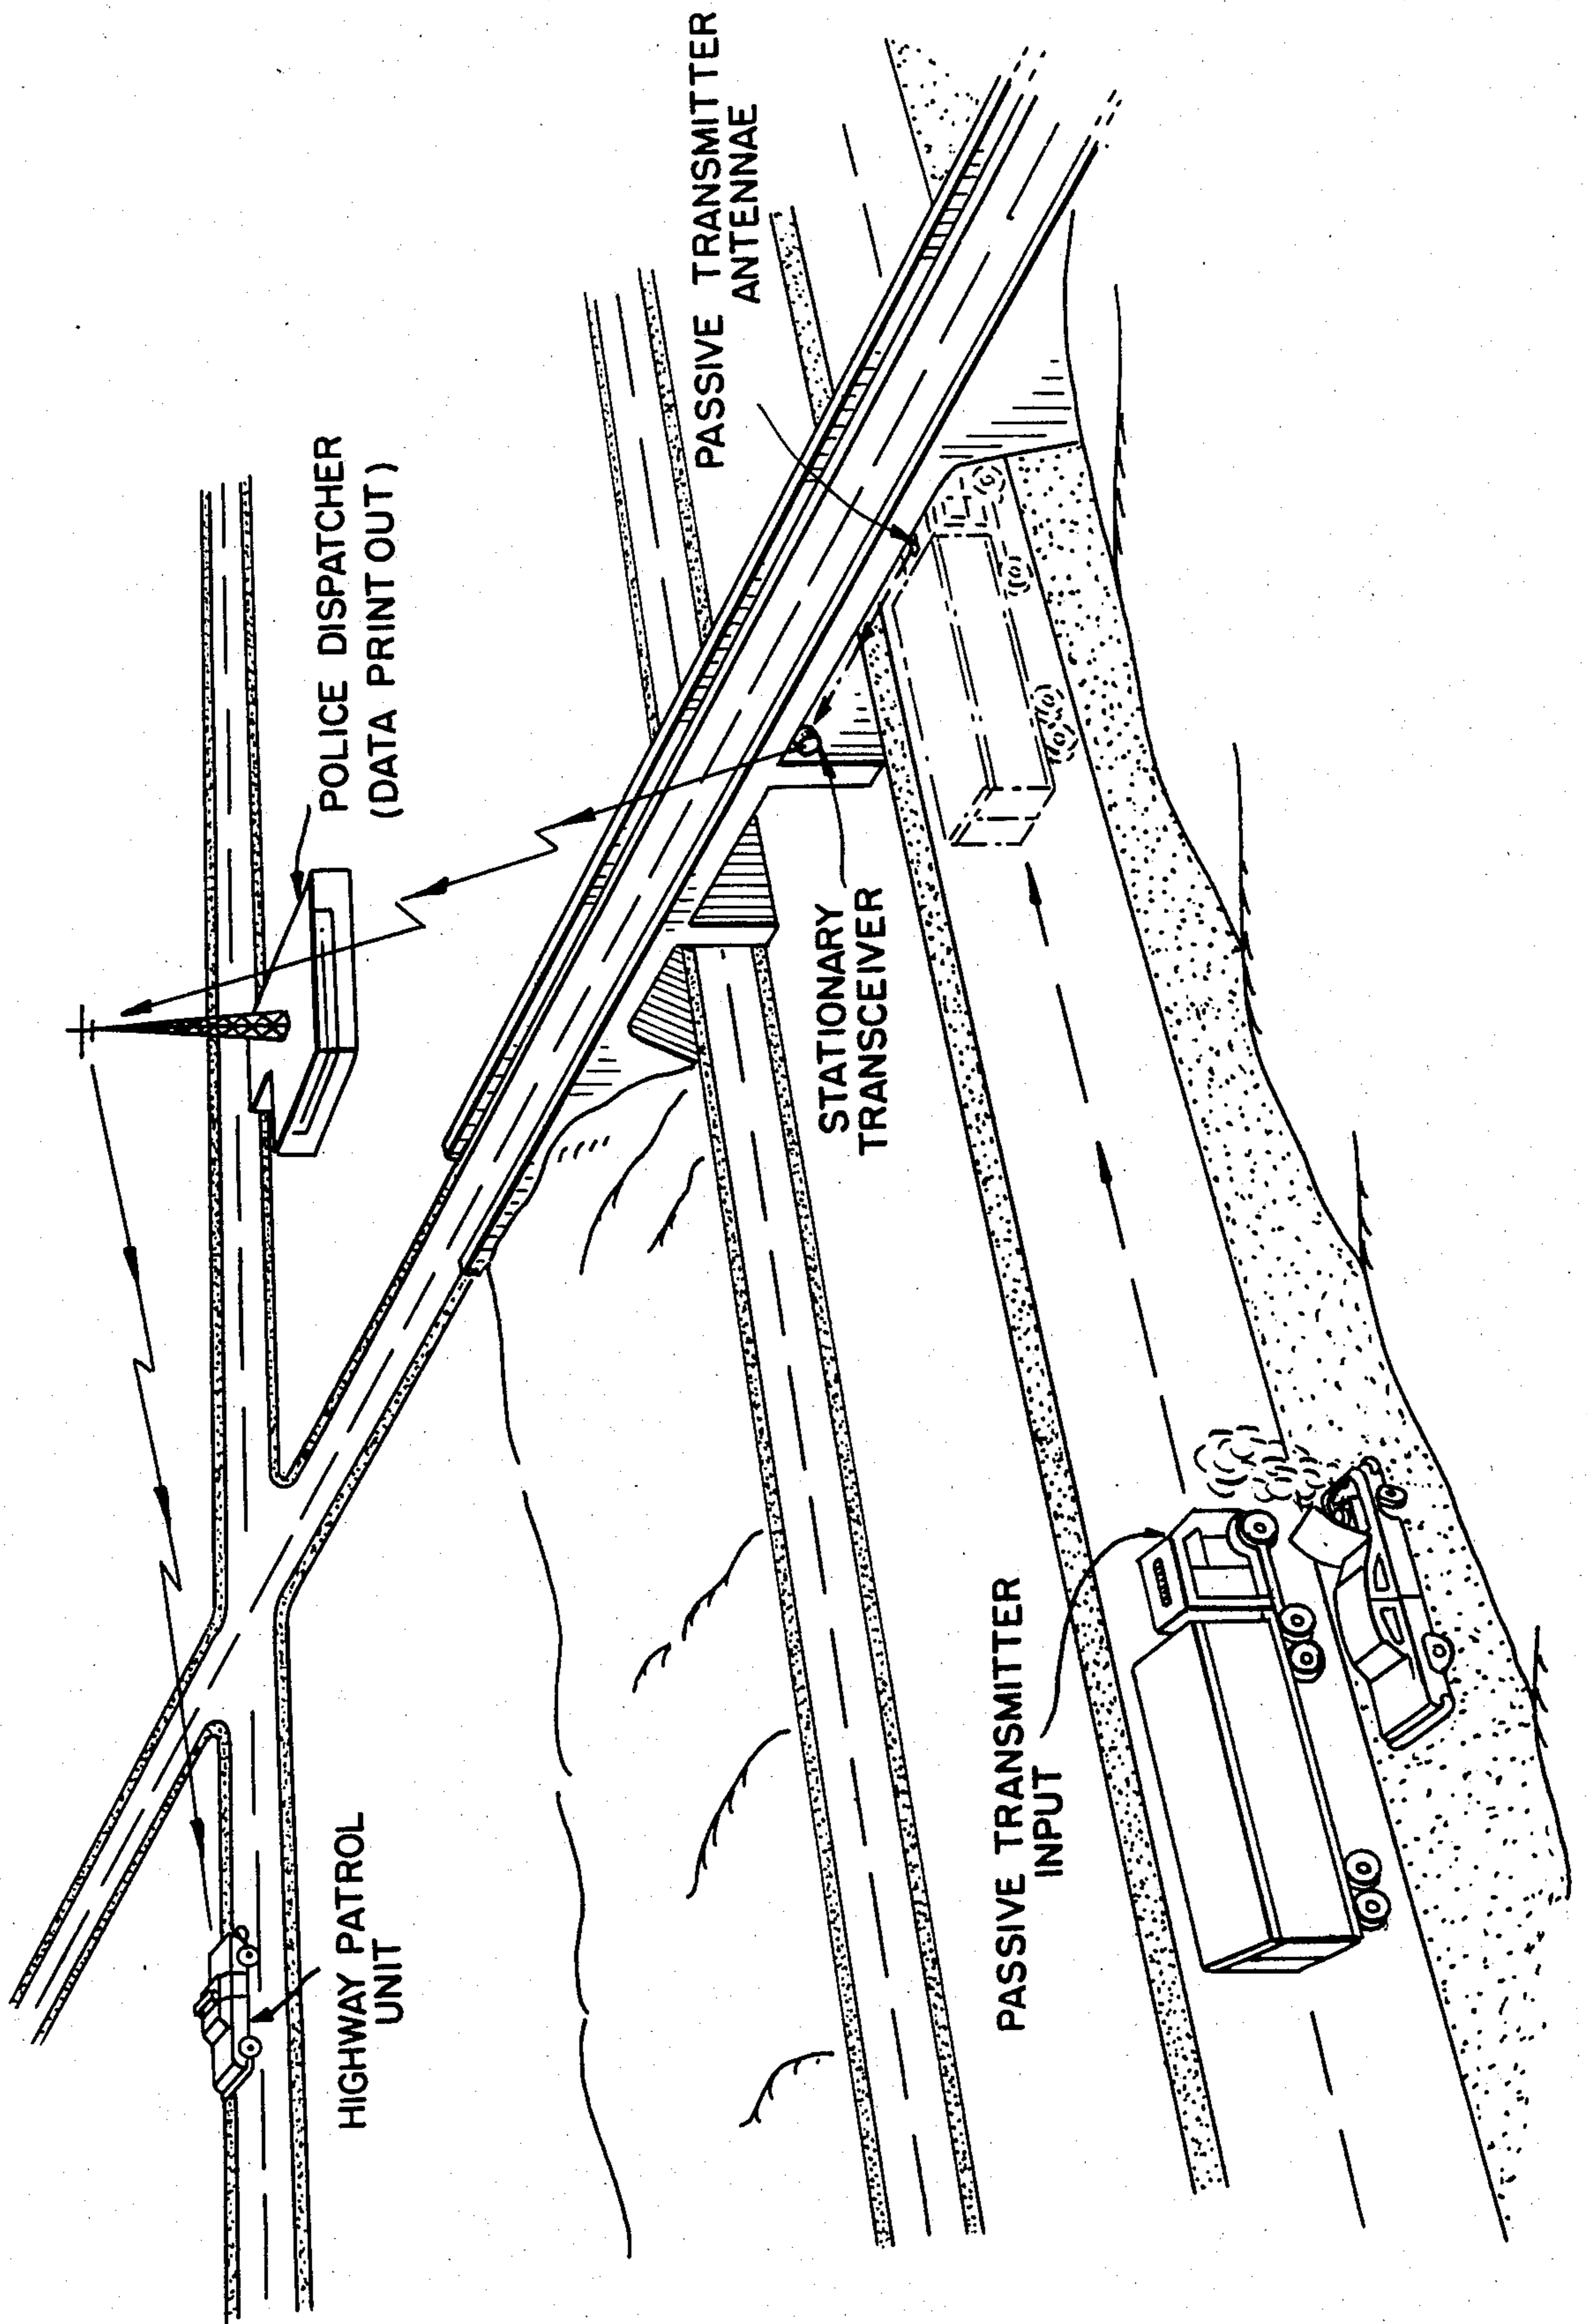 HIGHWAY PATROL
UNIT
POLICE DISPATCHER
(DATA PRINT OUT)
PASSIVE TRANSMITTER
ANTENNAE
STATIONARY
TRANSCEIVER
PASSIVE TRANSMITTER
INPUT